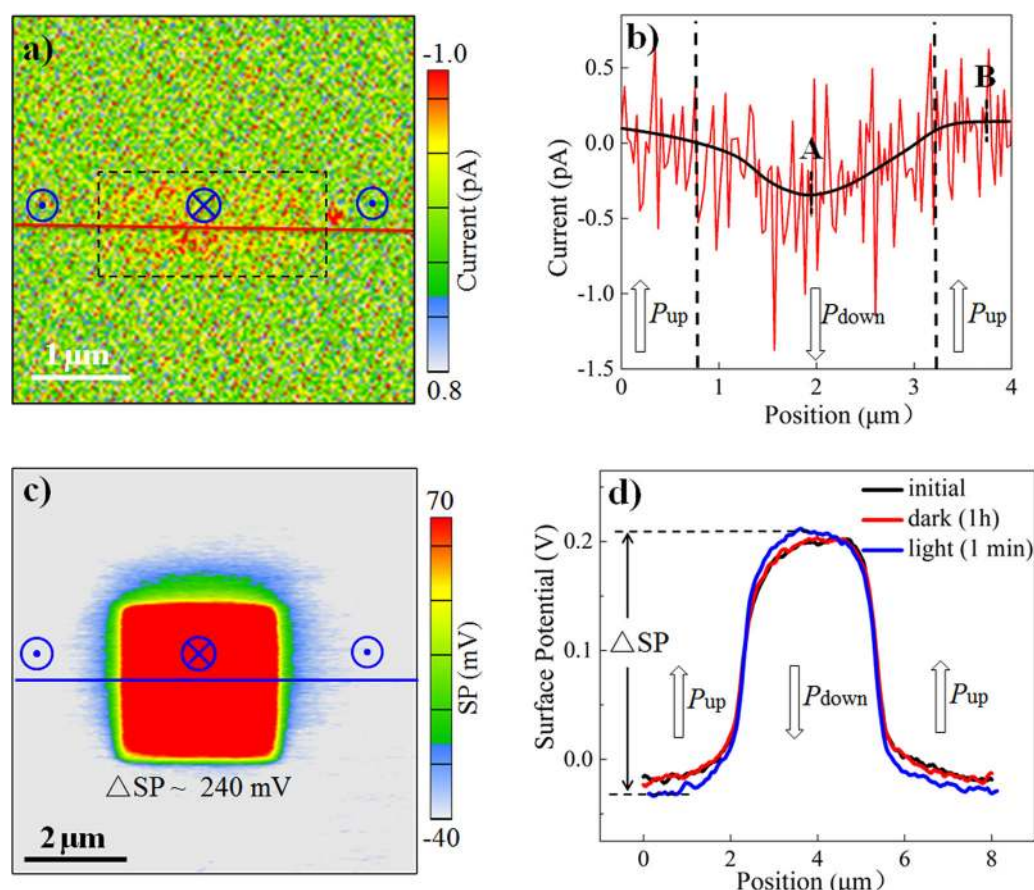 a)
-1.0
Current (pA)
0.8
1 μm
b)
0.5
0.0
-0.5
-1.0
-1.5
Current (pA)
A
B
Pup
Pdown
Pup
0 1 2 3 4
Position (μm)
c)
70
SP (mV)
-40
△SP ~ 240 mV
2 μm
d)
initial
dark (1h)
light (1 min)
0.2
0.1
0.0
Surface Potential (V)
△SP
Pup
Pdown
Pup
0 2 4 6 8
Position (μm)